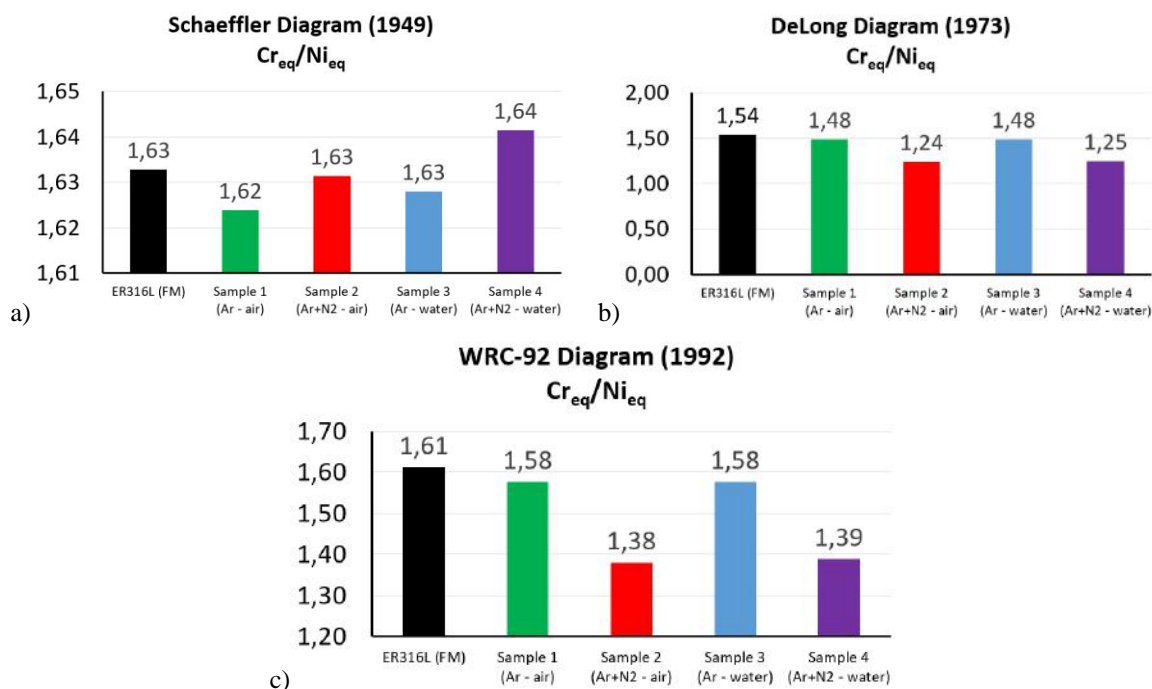 Schaeffler Diagram (1949)
Creq/Nieq
1,65
1,64
1,63
1,62
1,61
1,63
1,62
1,63
1,63
1,64
ER316L (FM)
Sample 1
(Ar - air)
Sample 2
(Ar+N2 - air)
Sample 3
(Ar - water)
Sample 4
(Ar+N2 - water)
a)
DeLong Diagram (1973)
Creq/Nieq
2,00
1,50
1,00
0,50
0,00
1,54
1,48
1,24
1,48
1,25
ER316L (FM)
Sample 1
(Ar - air)
Sample 2
(Ar+N2 - air)
Sample 3
(Ar - water)
Sample 4
(Ar+N2 - water)
b)
WRC-92 Diagram (1992)
Creq/Nieq
1,70
1,60
1,50
1,40
1,30
1,20
1,61
1,58
1,38
1,58
1,39
ER316L (FM)
Sample 1
(Ar - air)
Sample 2
(Ar+N2 - air)
Sample 3
(Ar - water)
Sample 4
(Ar+N2 - water)
c)